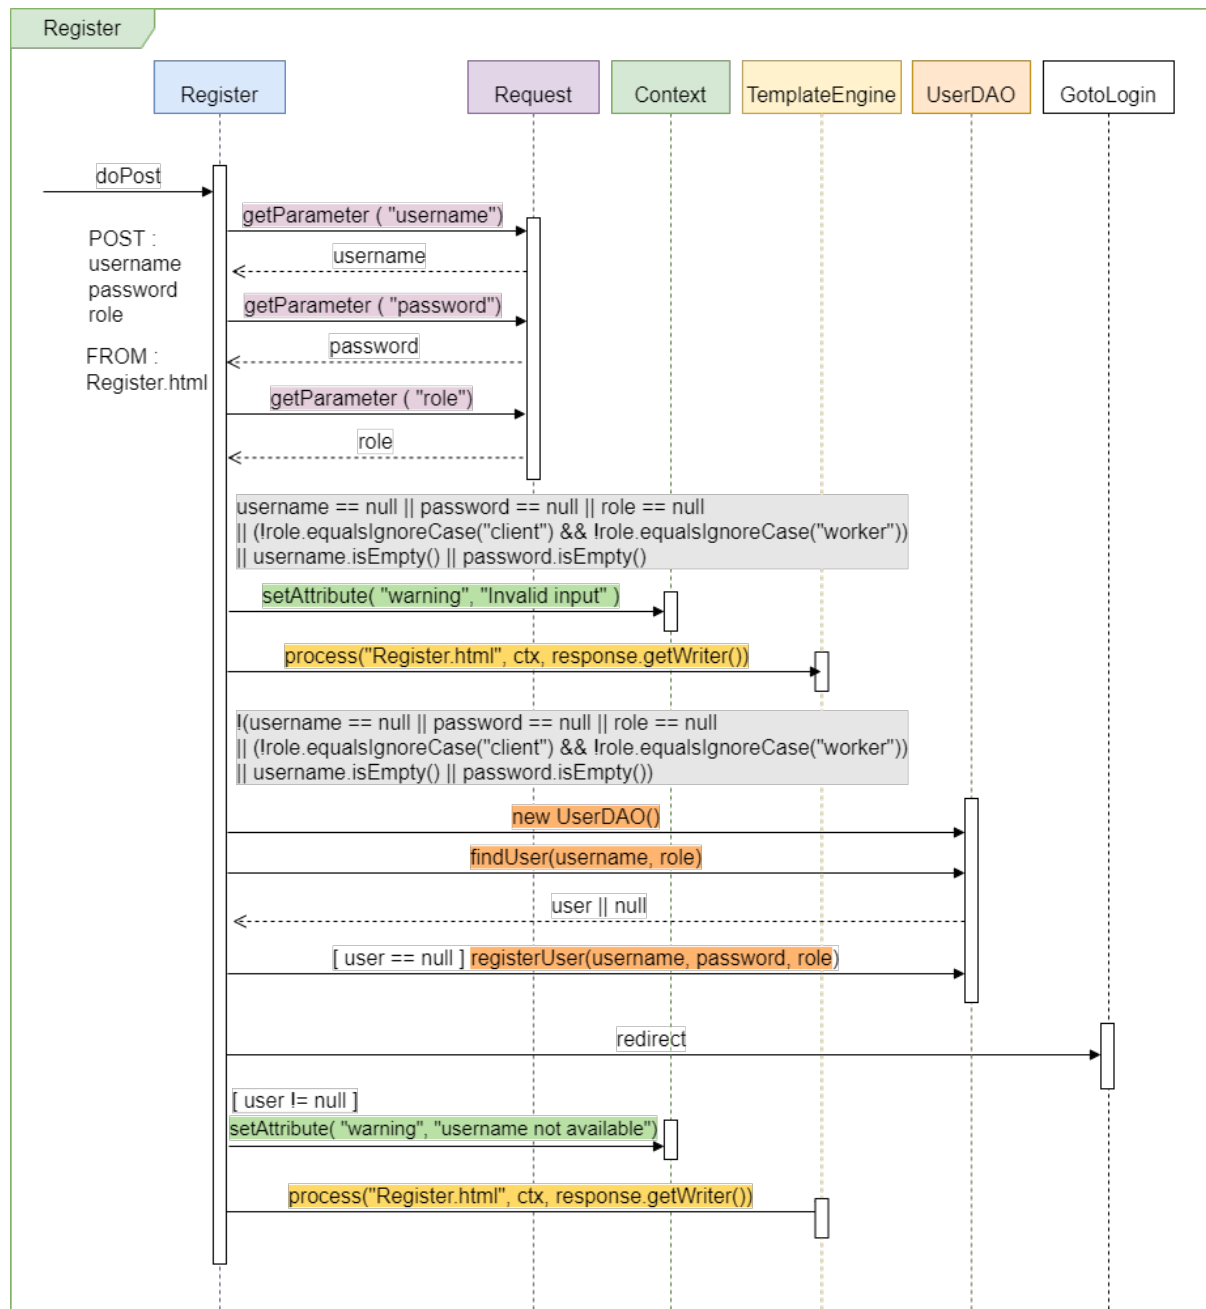 Register
Register
Request
Context
TemplateEngine
UserDAO
GotoLogin
doPost
POST :
username
password
role
FROM :
Register.html
getParameter ( "username")
username
getParameter ( "password")
password
getParameter ( "role")
role
username == null || password == null || role == null
|| (!role.equalsIgnoreCase("client") && !role.equalsIgnoreCase("worker"))
|| username.isEmpty() || password.isEmpty()
setAttribute( "warning", "Invalid input" )
process("Register.html", ctx, response.getWriter())
!(username == null || password == null || role == null
|| (!role.equalsIgnoreCase("client") && !role.equalsIgnoreCase("worker"))
|| username.isEmpty() || password.isEmpty())
new UserDAO()
findUser(username, role)
user || null
[ user == null ] registerUser(username, password, role)
redirect
[ user != null ]
setAttribute( "warning", "username not available")
process("Register.html", ctx, response.getWriter())